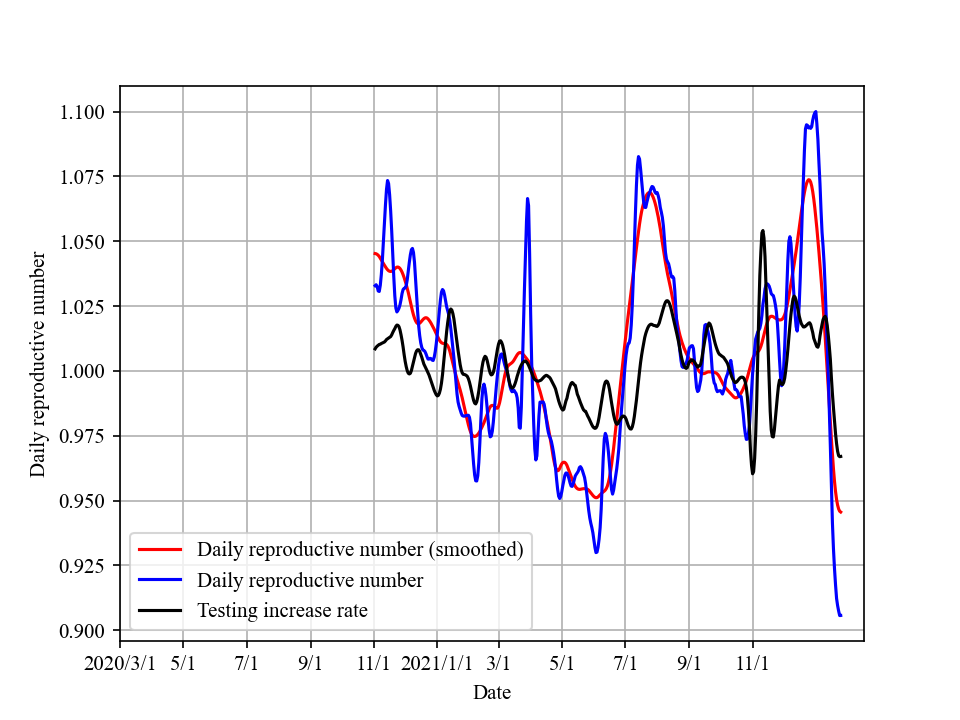 1.100
1.075
1.050
1.025
1.000
0.975
0.950
0.925
0.900
Daily reproductive number
Daily reproductive number (smoothed)
Daily reproductive number
Testing increase rate
2020/3/1 5/1 7/1 9/1 11/1 2021/1/1 3/1 5/1 7/1 9/1 11/1
Date